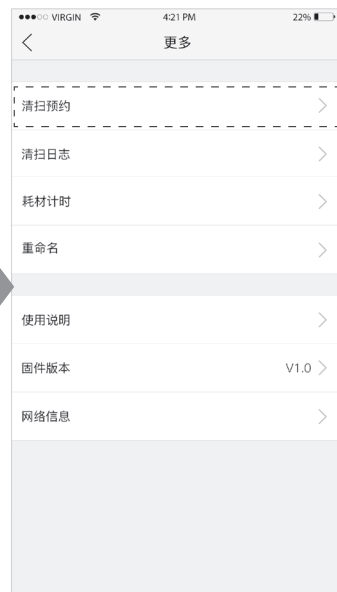 VIRGIN 4:21 PM 22%
更多
清扫预约
清扫日志
耗材计时
重命名
使用说明
固件版本 V1.0
网络信息